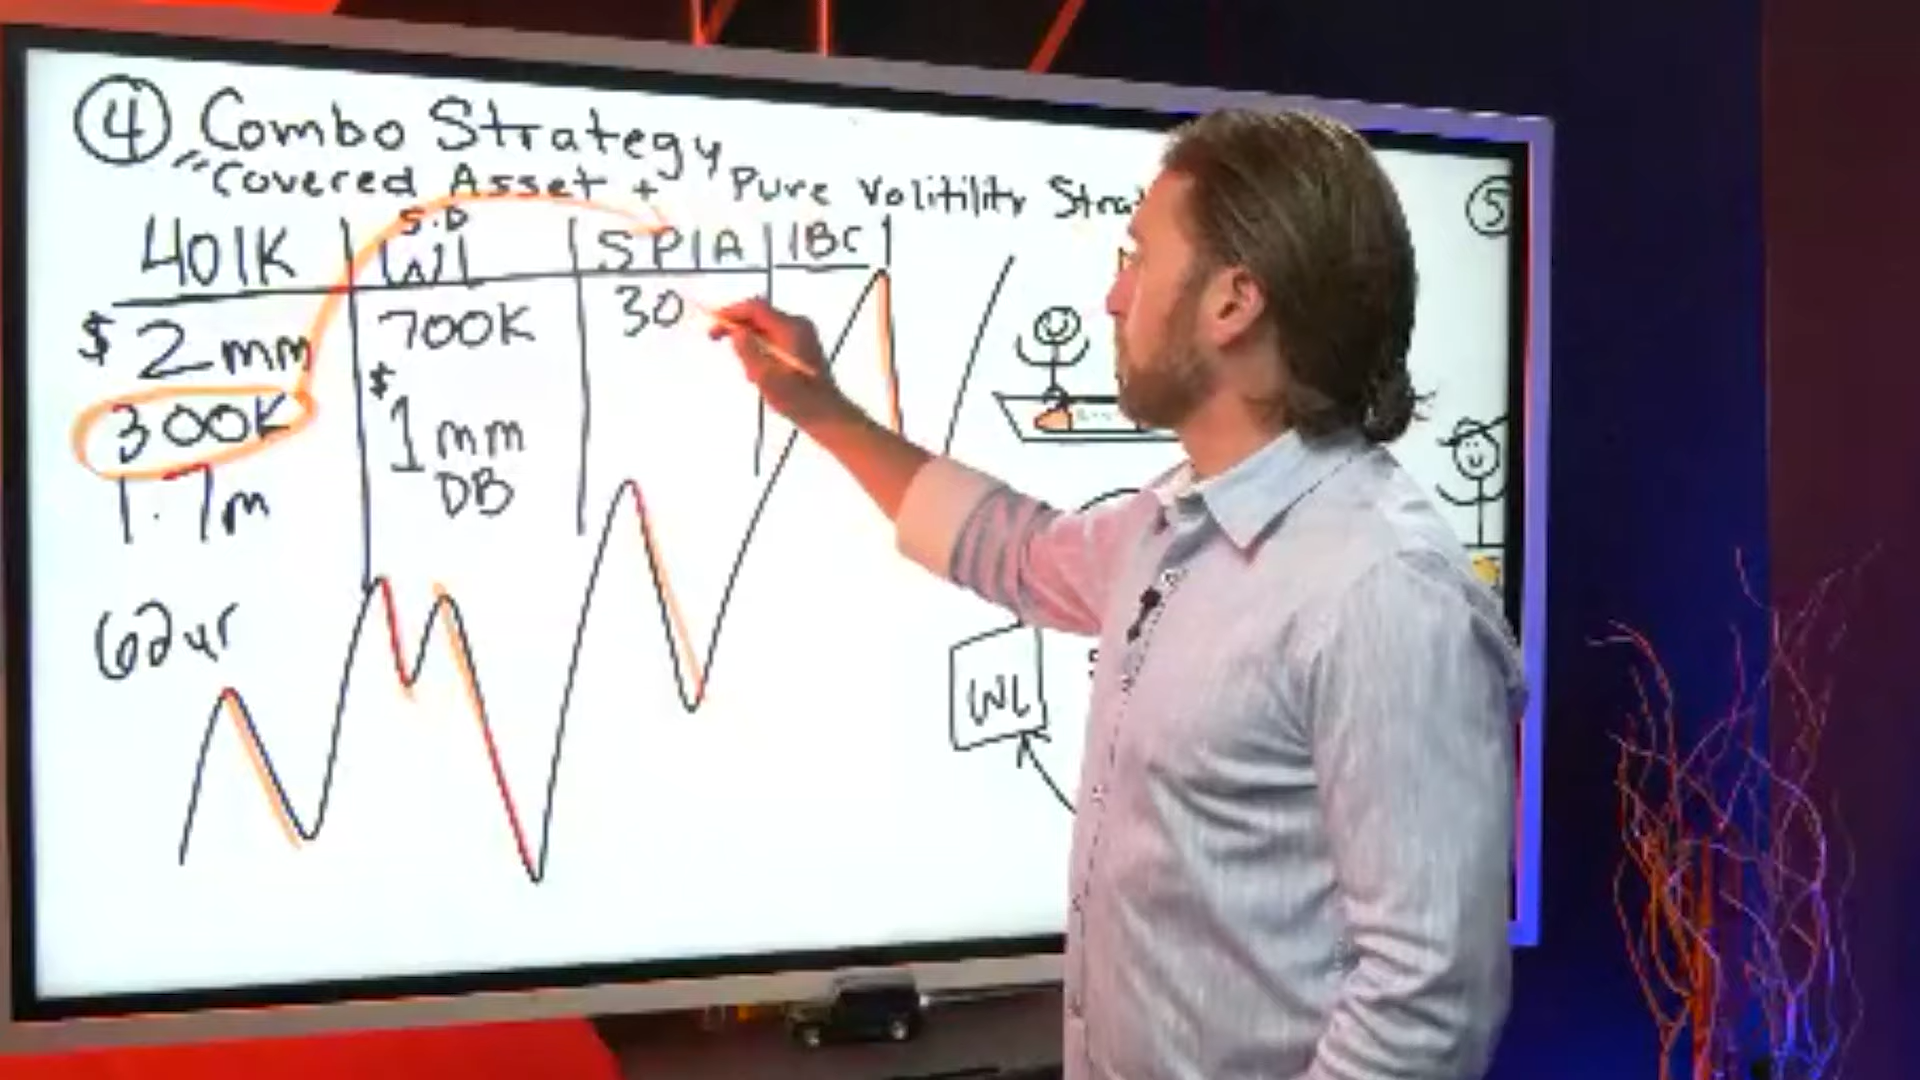 ④ Combo Strategy
"Covered Asset + Pure Volitility
⑤
401K
S.D
WL
SPIA
IBC
$2mm
700K
30
300K
$1mm
DB
1.7m
62yr
WL